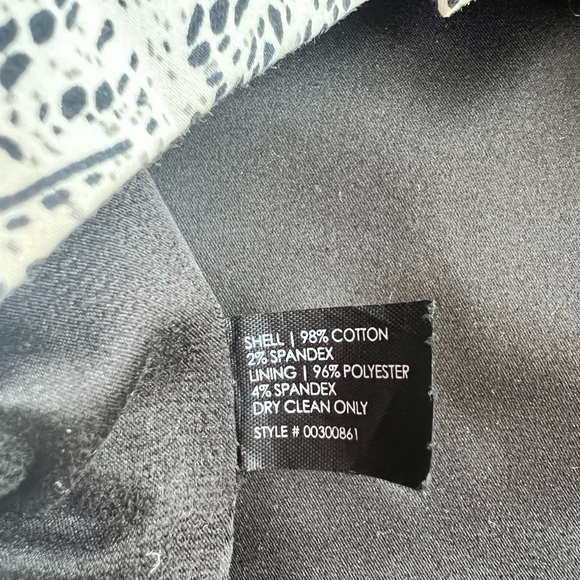 SHELL | 98% COTTON
2% SPANDEX
LINING | 96% POLYESTER
4% SPANDEX
DRY CLEAN ONLY
STYLE # 00300861